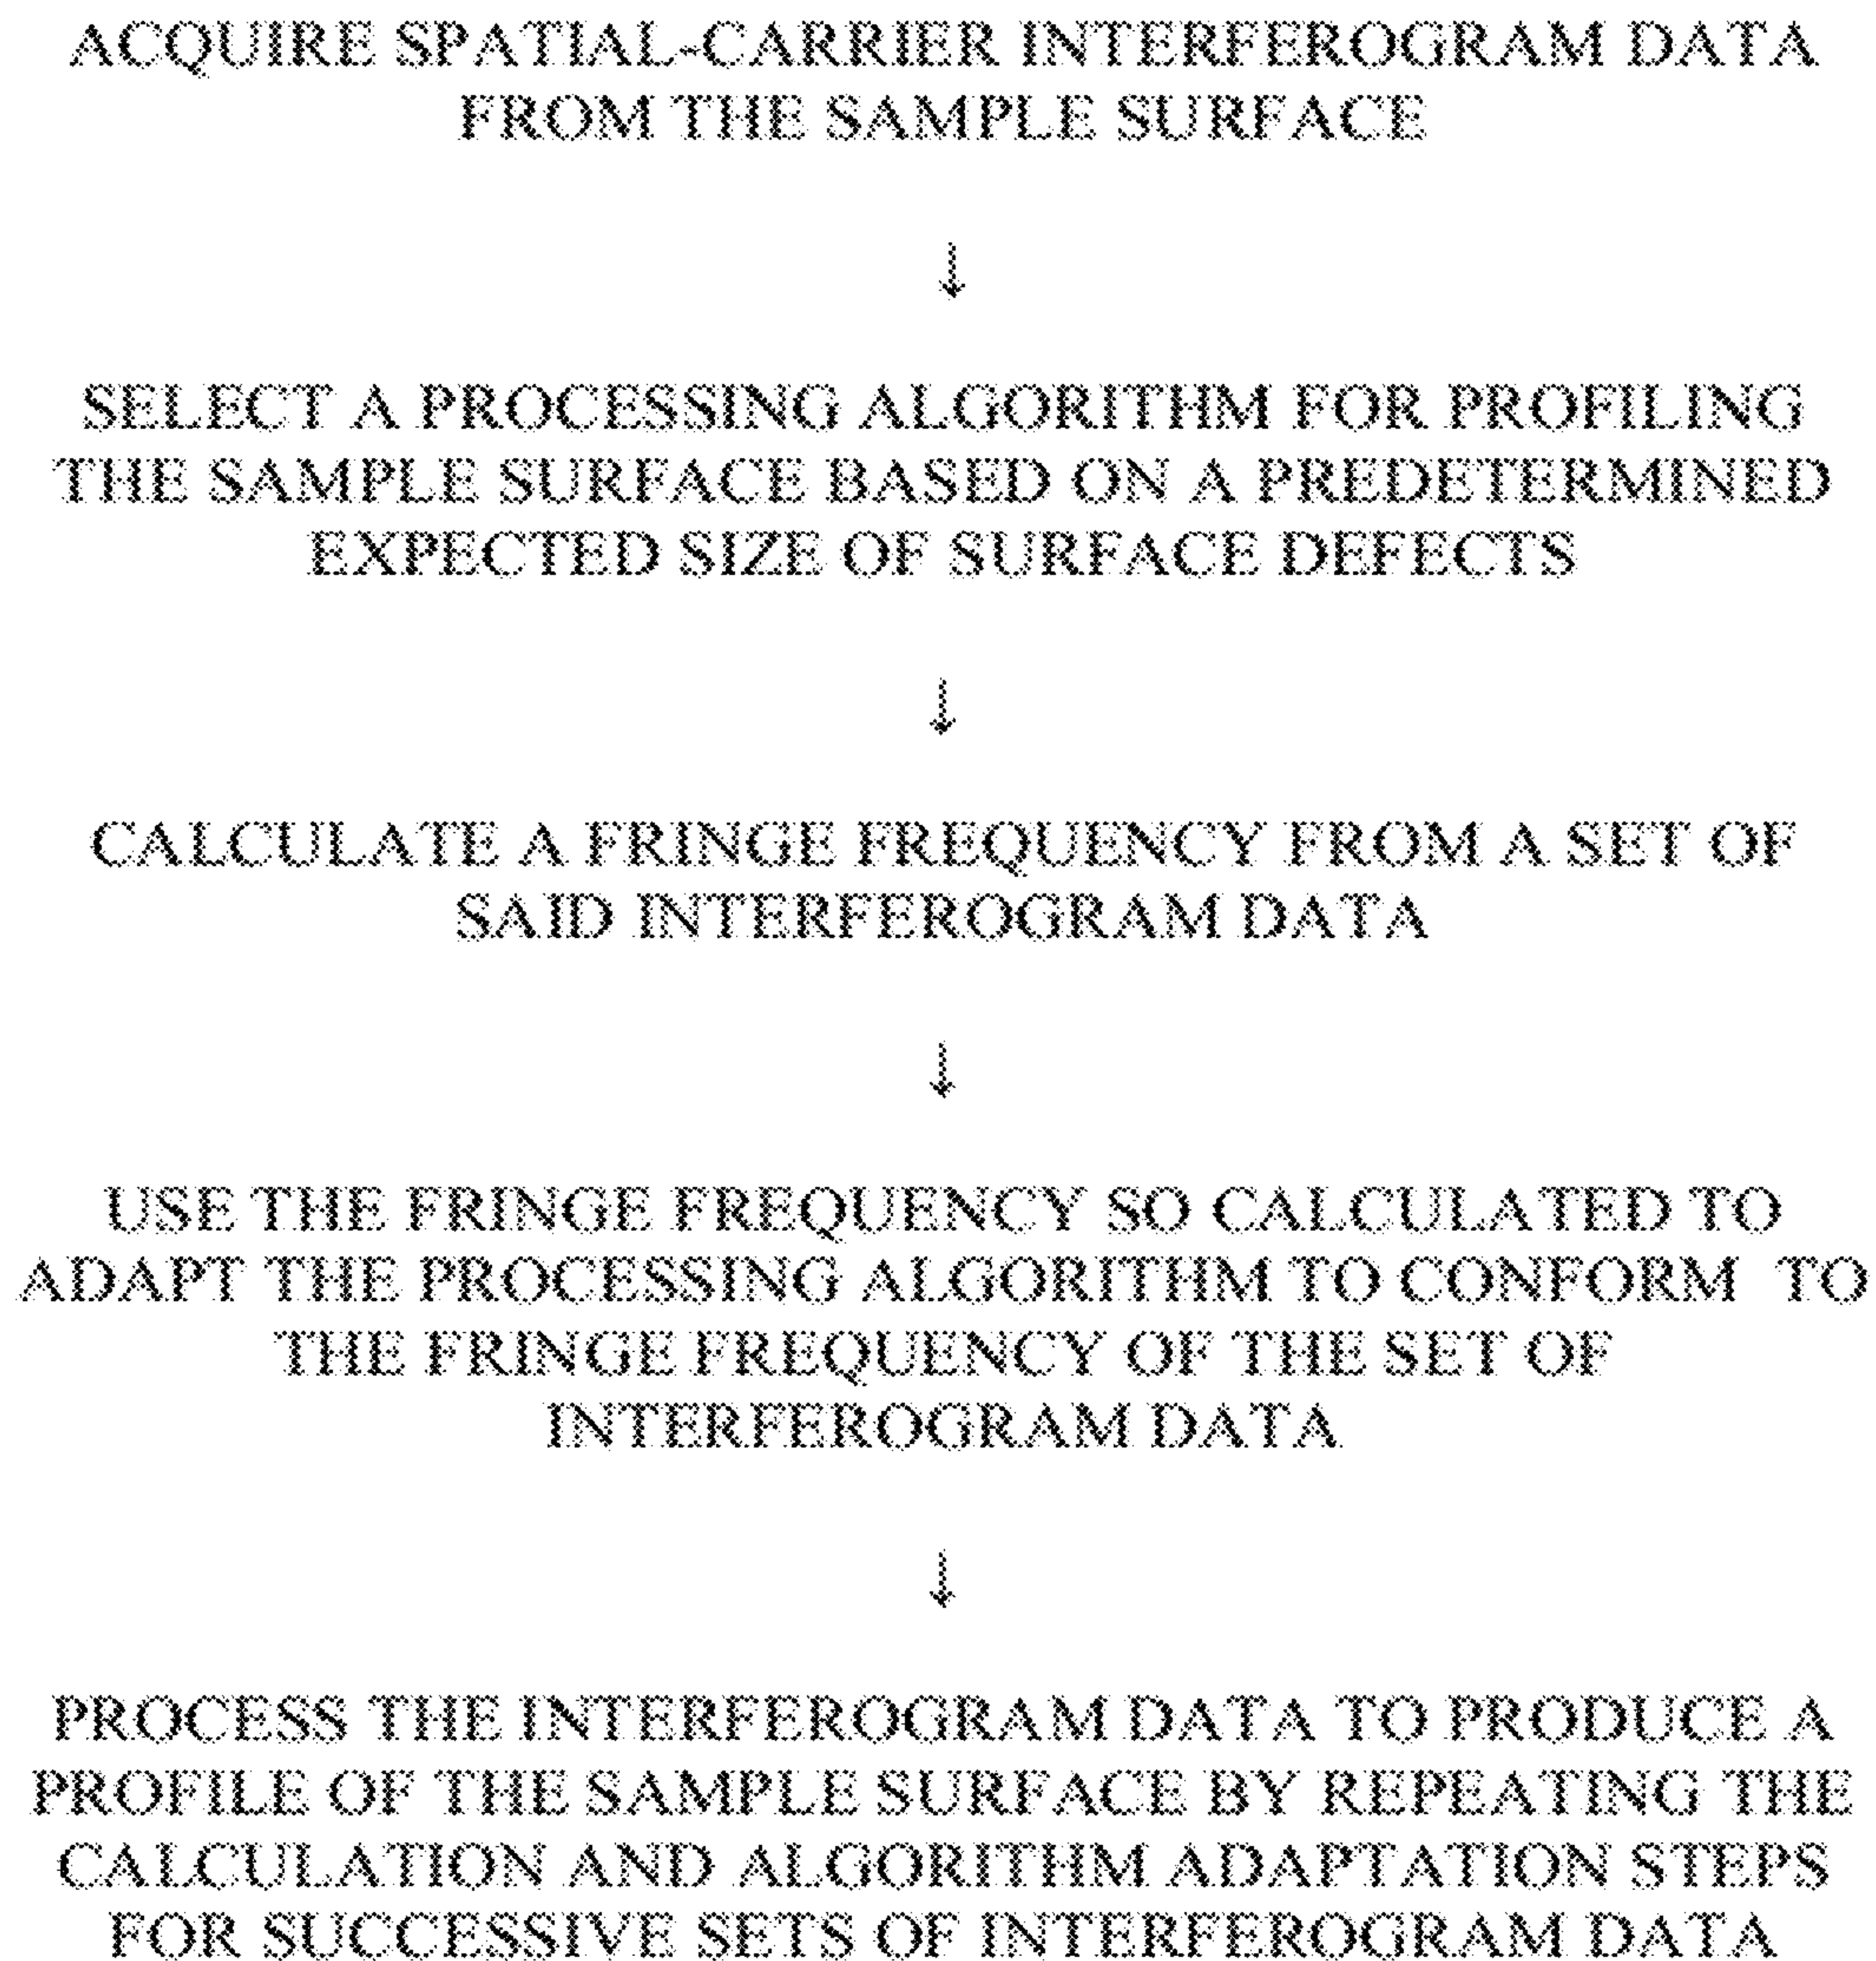 ACQUIRE SPATIAL-CARRIER INTERFEROGRAM DATA
FROM THE SAMPLE SURFACE
↓
SELECT A PROCESSING ALGORITHM FOR PROFILING
THE SAMPLE SURFACE BASED ON A PREDETERMINED
EXPECTED SIZE OF SURFACE DEFECTS
↓
CALCULATE A FRINGE FREQUENCY FROM A SET OF
SAID INTERFEROGRAM DATA
↓
USE THE FRINGE FREQUENCY SO CALCULATED TO
ADAPT THE PROCESSING ALGORITHM TO CONFORM TO
THE FRINGE FREQUENCY OF THE SET OF
INTERFEROGRAM DATA
↓
PROCESS THE INTERFEROGRAM DATA TO PRODUCE A
PROFILE OF THE SAMPLE SURFACE BY REPEATING THE
CALCULATION AND ALGORITHM ADAPTATION STEPS
FOR SUCCESSIVE SETS OF INTERFEROGRAM DATA